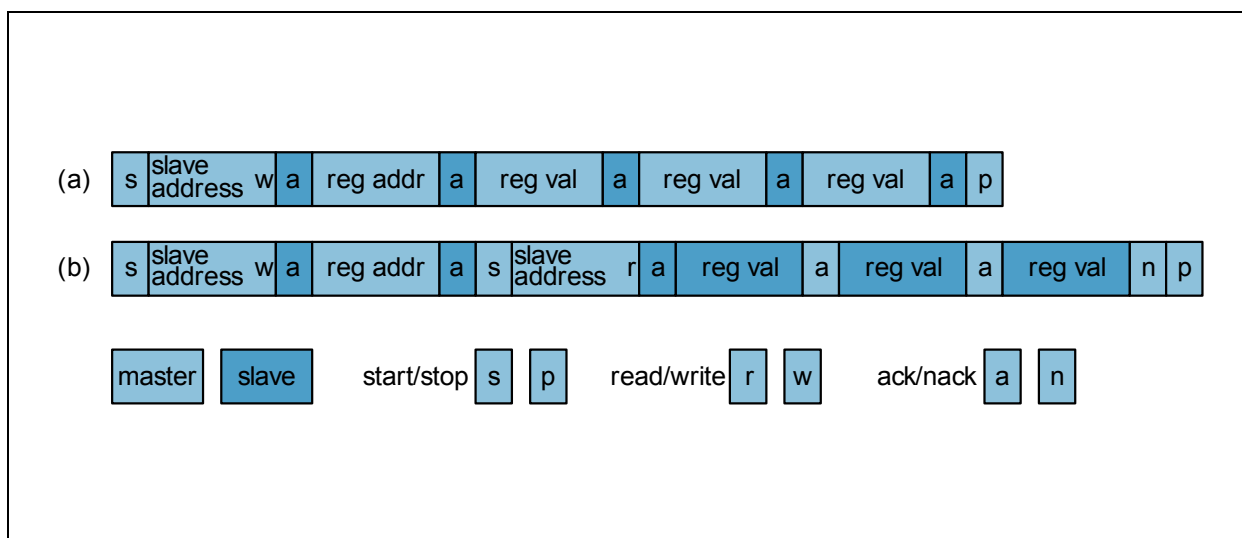 (a) s slave address w a reg addr a reg val a reg val a reg val a p
(b) s slave address w a reg addr a s slave address r a reg val a reg val a reg val n p
master slave start/stop s p read/write r w ack/nack a n